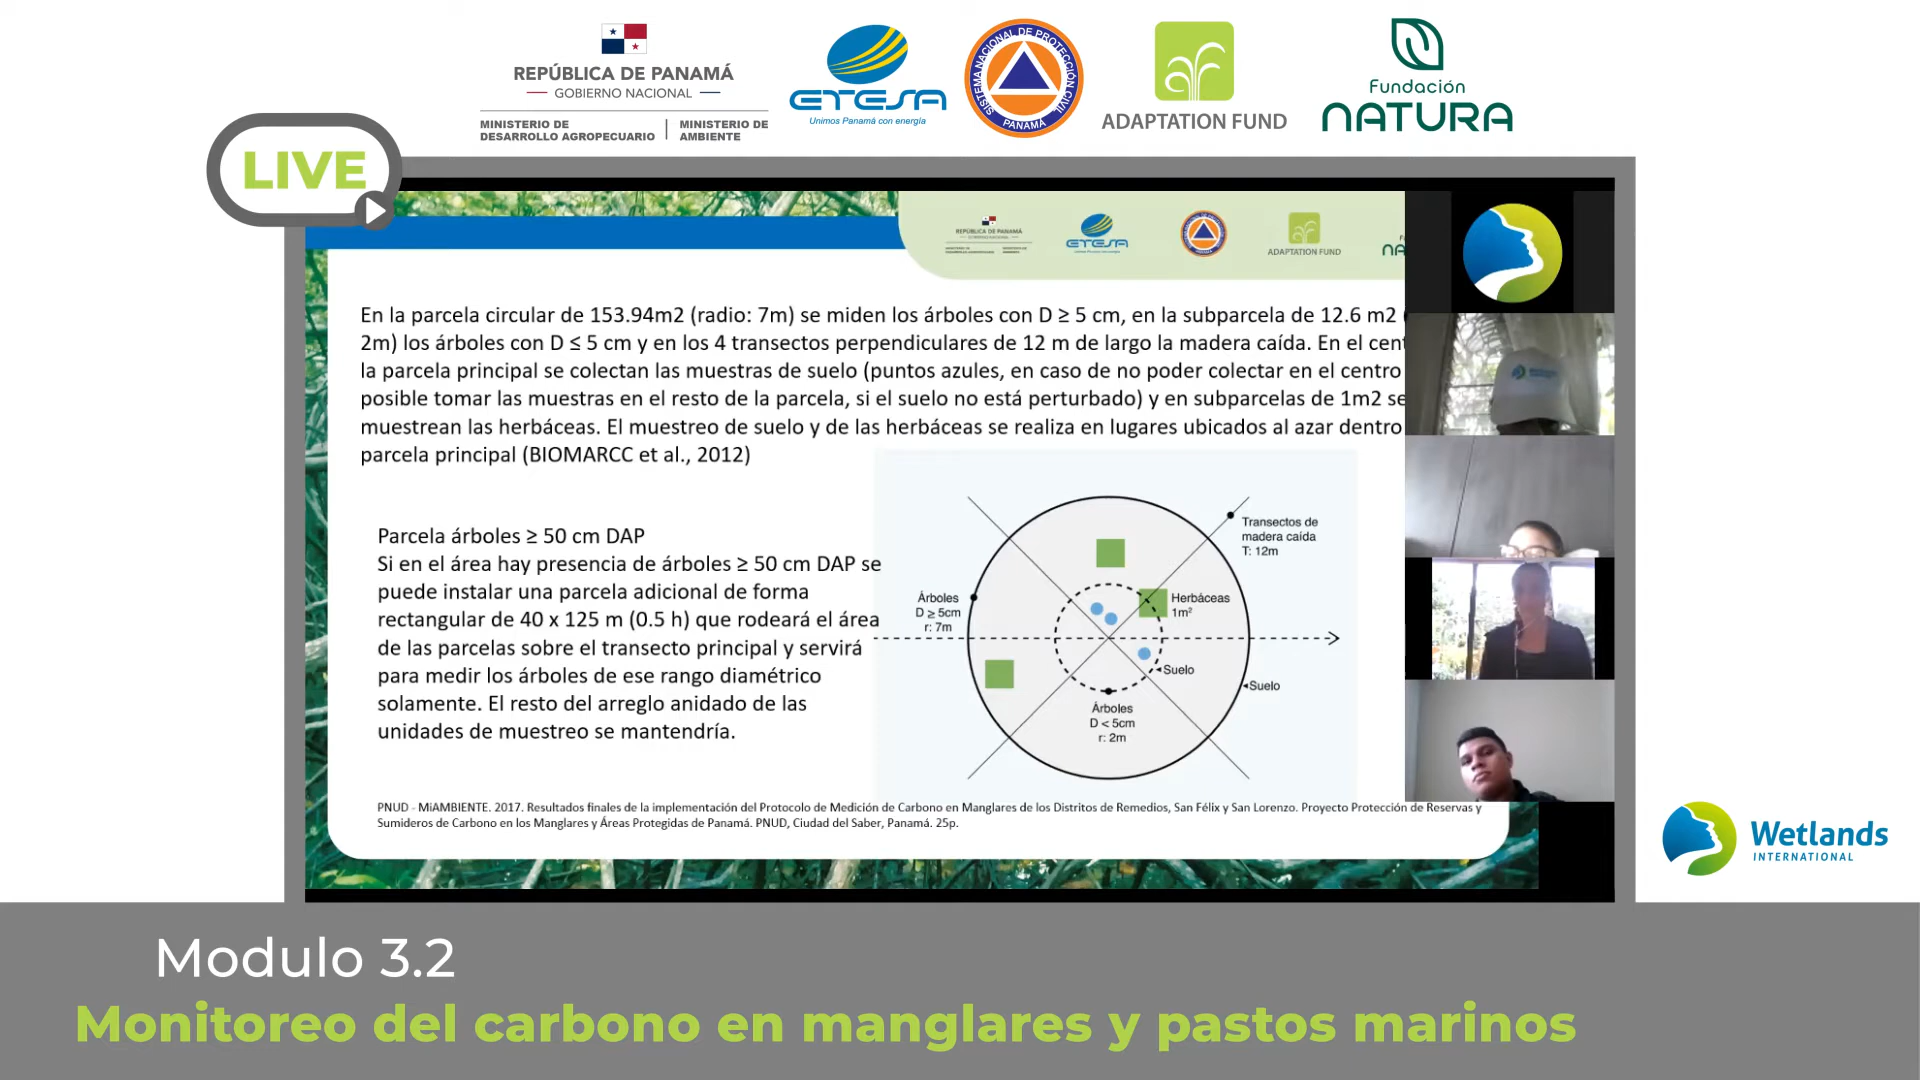 REPÚBLICA DE PANAMÁ
GOBIERNO NACIONAL
MINISTERIO DE
DESARROLLO AGROPECUARIO
MINISTERIO DE
AMBIENTE
ETESA
Unimos Panamá con energía
SISTEMA NACIONAL DE PROTECCIÓN CIVIL
PANAMÁ
ADAPTATION FUND
Fundación
NATURA
LIVE
REPÚBLICA DE PANAMÁ
ETESA
ADAPTATION FUND
En la parcela circular de 153.94m2 (radio: 7m) se miden los árboles con D ≥ 5 cm, en la subparcela de 12.6 m2
2m) los árboles con D ≤ 5 cm y en los 4 transectos perpendiculares de 12 m de largo la madera caída. En el cent
la parcela principal se colectan las muestras de suelo (puntos azules, en caso de no poder colectar en el centro
posible tomar las muestras en el resto de la parcela, si el suelo no está perturbado) y en subparcelas de 1m2 se
muestrean las herbáceas. El muestreo de suelo y de las herbáceas se realiza en lugares ubicados al azar dentro
parcela principal (BIOMARCC et al., 2012)
Parcela árboles ≥ 50 cm DAP
Si en el área hay presencia de árboles ≥ 50 cm DAP se
puede instalar una parcela adicional de forma
rectangular de 40 x 125 m (0.5 h) que rodeará el área
de las parcelas sobre el transecto principal y servirá
para medir los árboles de ese rango diamétrico
solamente. El resto del arreglo anidado de las
unidades de muestreo se mantendría.
Transectos de
madera caída
T: 12m
Árboles
D ≥ 5cm
r: 7m
Herbáceas
1m²
Suelo
Suelo
Árboles
D < 5cm
r: 2m
PNUD - MiAMBIENTE. 2017. Resultados finales de la implementación del Protocolo de Medición de Carbono en Manglares de los Distritos de Remedios, San Félix y San Lorenzo. Proyecto Protección de Reservas y
Sumideros de Carbono en los Manglares y Áreas Protegidas de Panamá. PNUD, Ciudad del Saber, Panamá. 25p.
Wetlands
INTERNATIONAL
Modulo 3.2
Monitoreo del carbono en manglares y pastos marinos